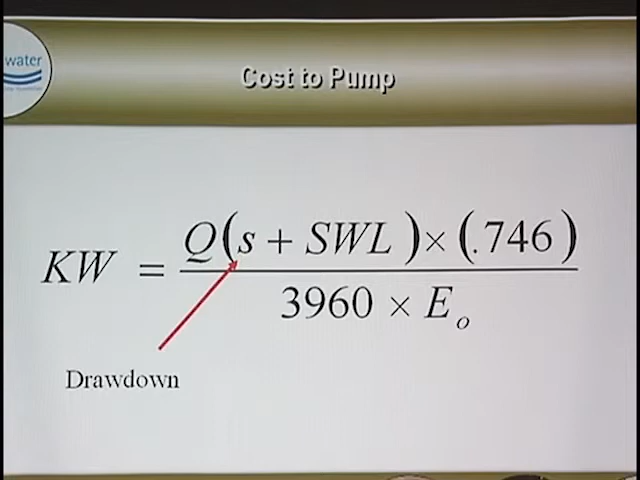 water
Cost to Pump
KW = Q(s + SWL) × (.746) / 3960 × Eₒ
Drawdown